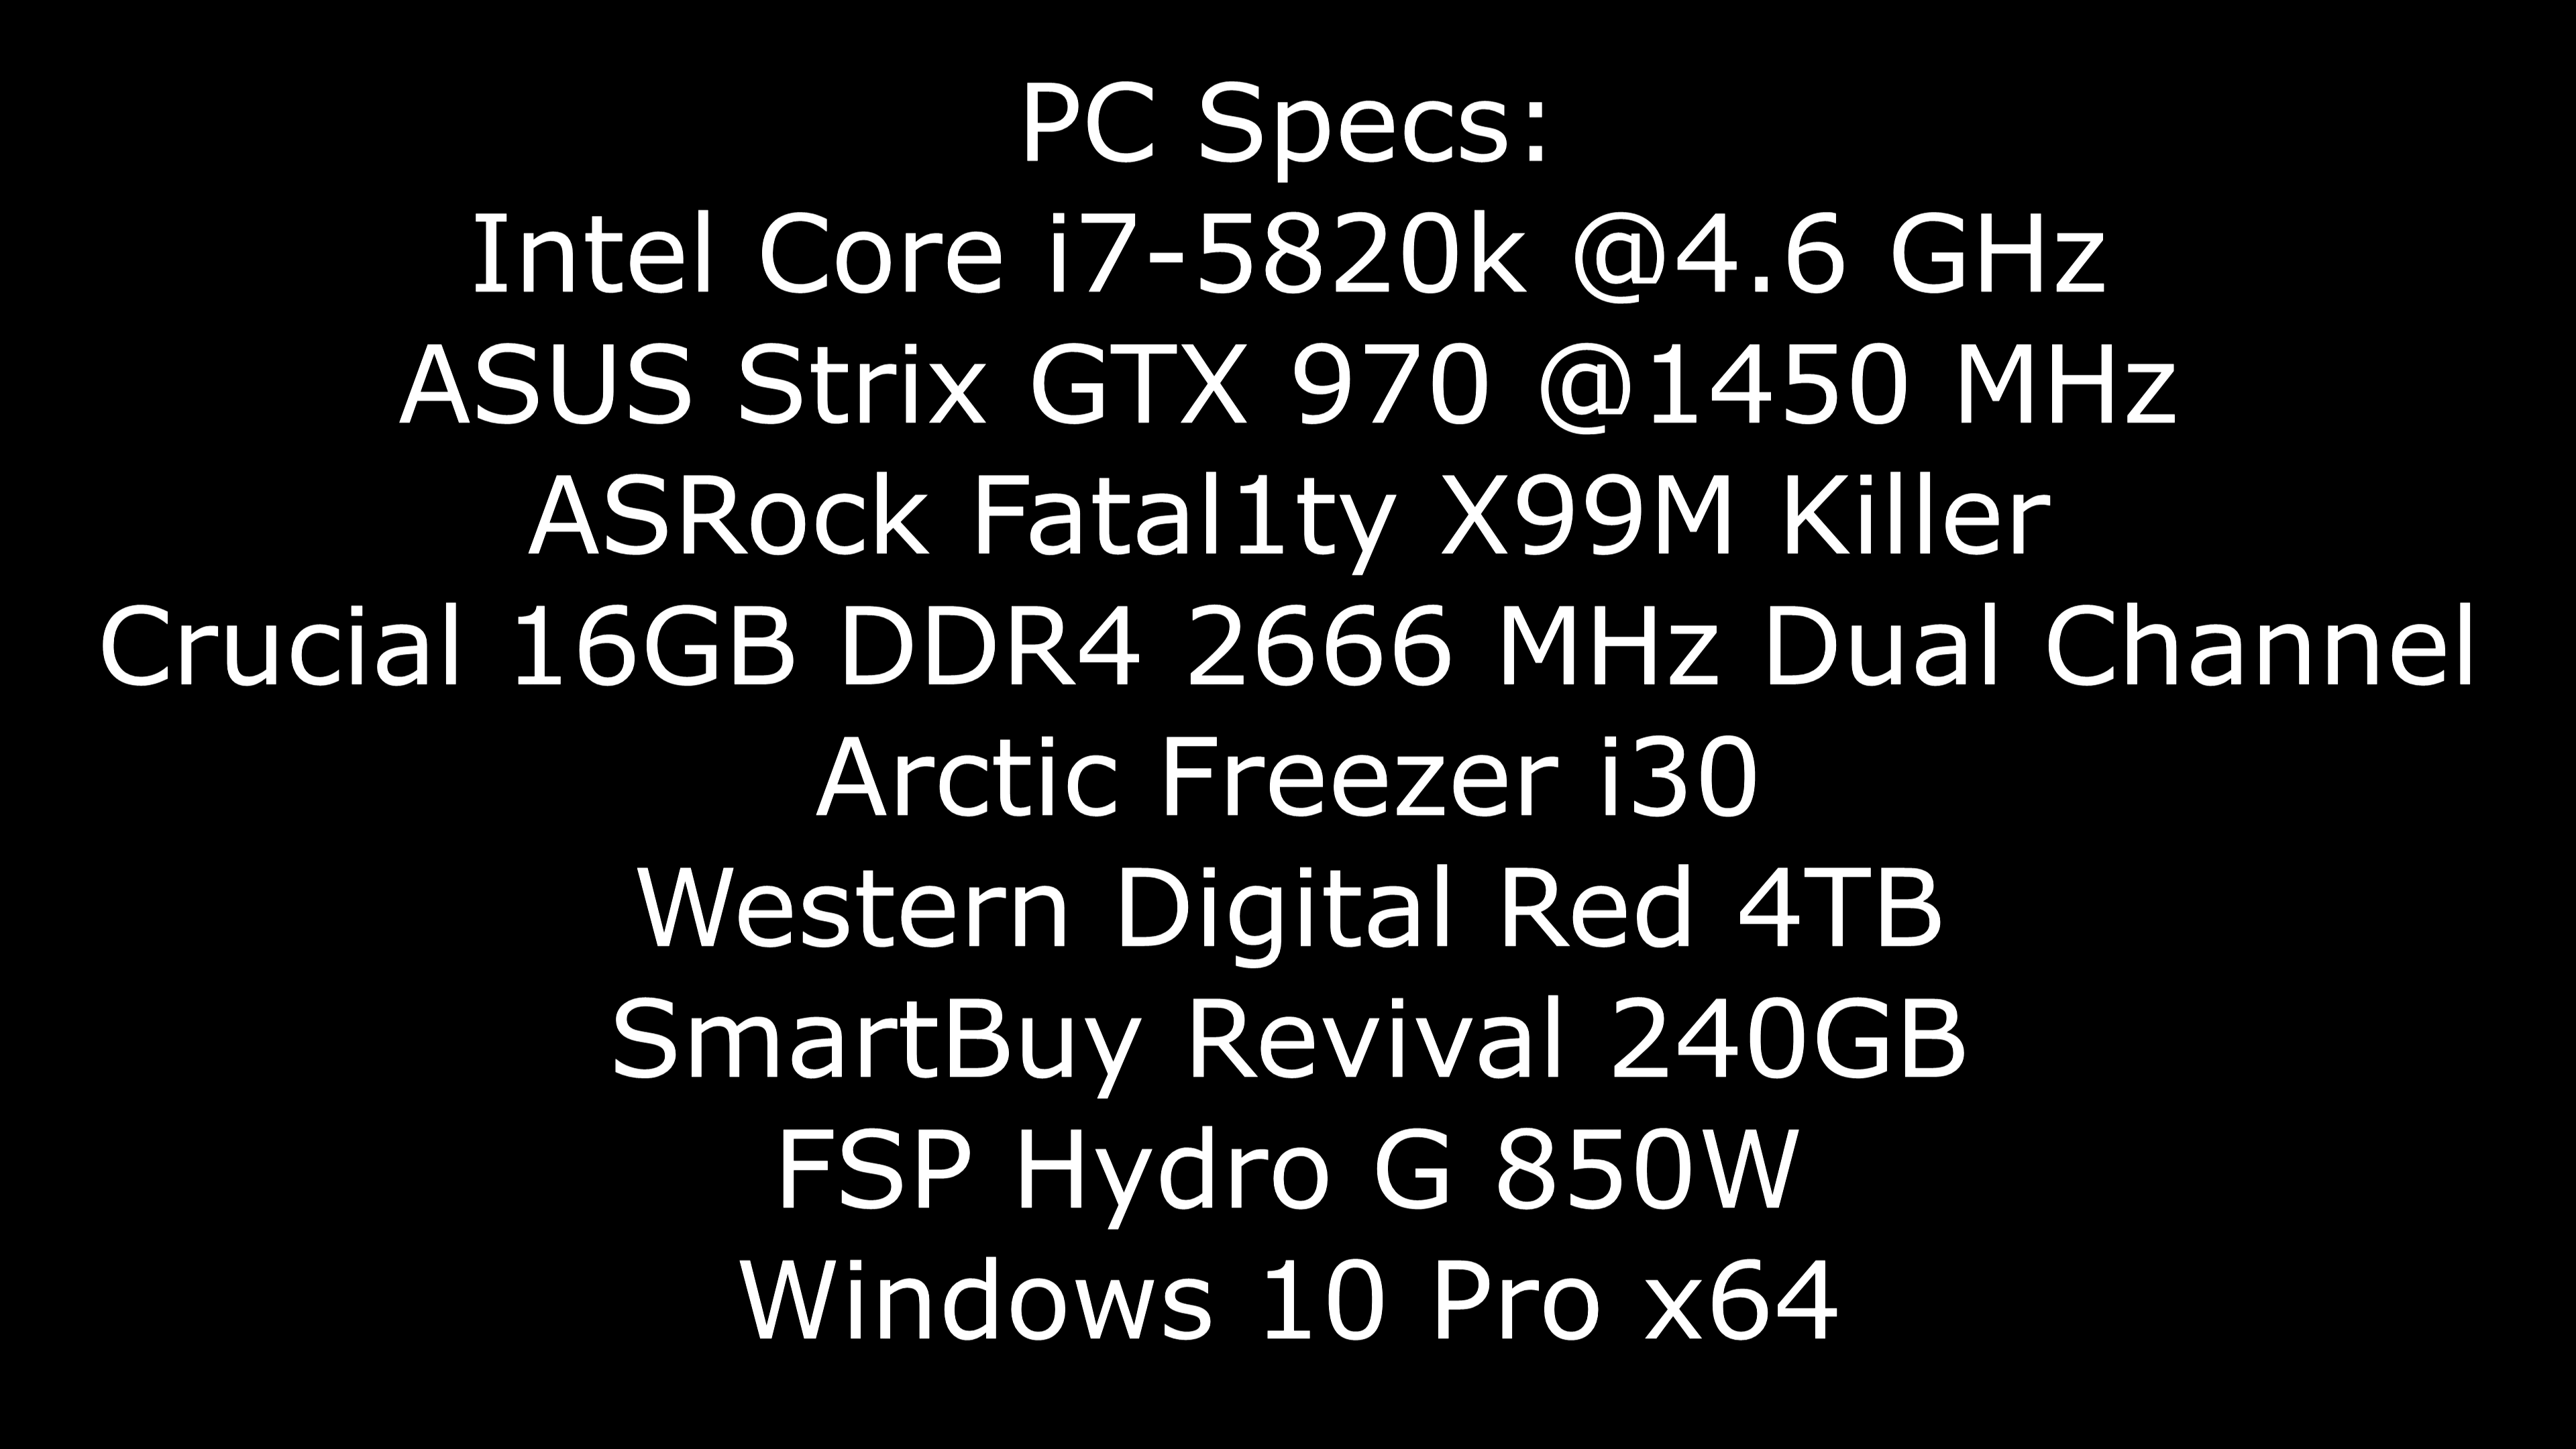 PC Specs:
Intel Core i7-5820k @4.6 GHz
ASUS Strix GTX 970 @1450 MHz
ASRock Fatal1ty X99M Killer
Crucial 16GB DDR4 2666 MHz Dual Channel
Arctic Freezer i30
Western Digital Red 4TB
SmartBuy Revival 240GB
FSP Hydro G 850W
Windows 10 Pro x64